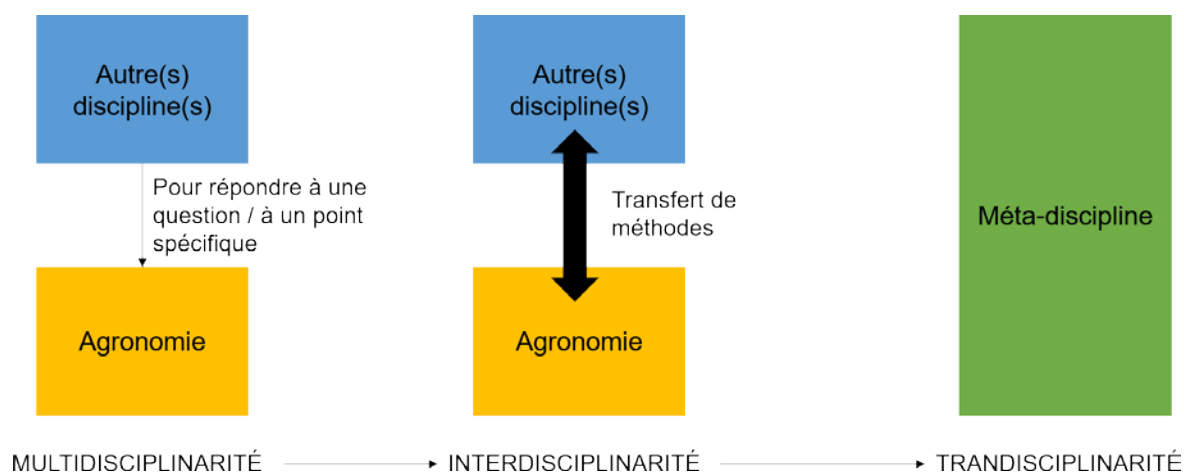 Autre(s)
discipline(s)
Pour répondre à une
question / à un point
spécifique
Agronomie
Autre(s)
discipline(s)
Transfert de
méthodes
Agronomie
Méta-discipline
MULTIDISCIPLINARITÉ
INTERDISCIPLINARITÉ
TRANDISCIPLINARITÉ